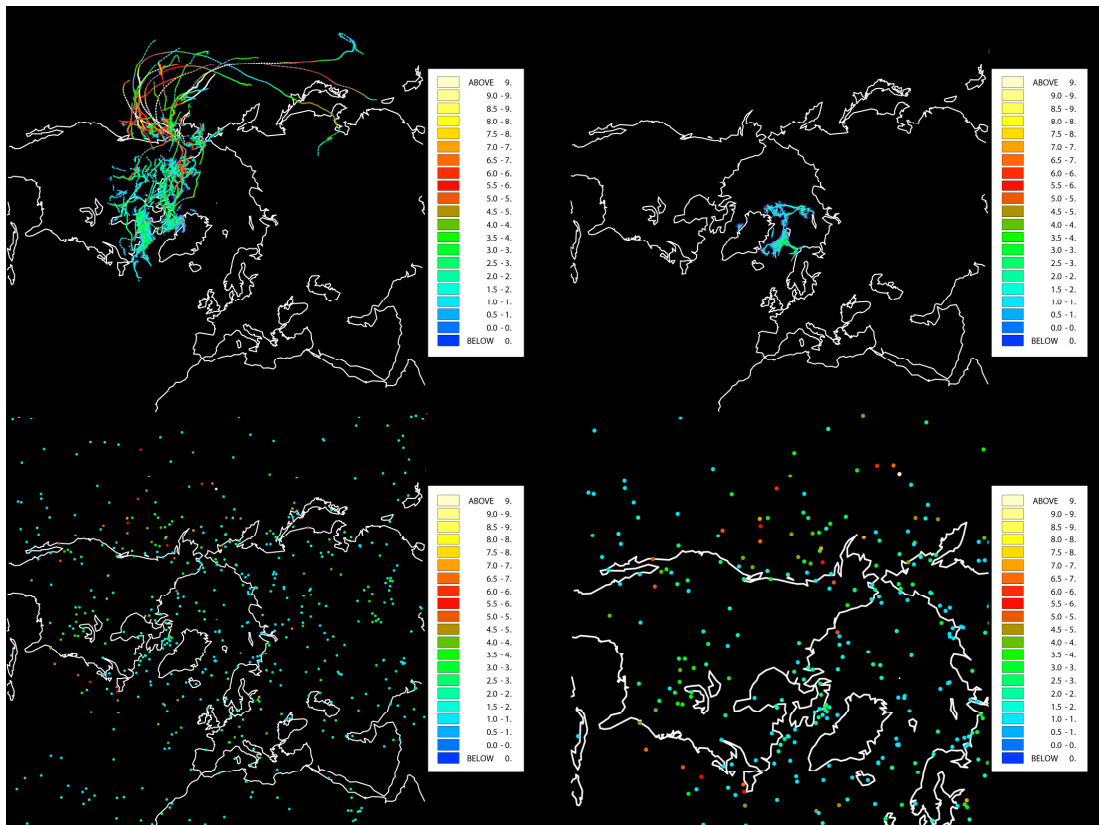 ABOVE 9.
9.0 - 9.
8.5 - 9.
8.0 - 8.
7.5 - 8.
7.0 - 7.
6.5 - 7.
6.0 - 6.
5.5 - 6.
5.0 - 5.
4.5 - 5.
4.0 - 4.
3.5 - 4.
3.0 - 3.
2.5 - 3.
2.0 - 2.
1.5 - 2.
1.0 - 1.
0.5 - 1.
0.0 - 0.
BELOW 0.
ABOVE 9.
9.0 - 9.
8.5 - 9.
8.0 - 8.
7.5 - 8.
7.0 - 7.
6.5 - 7.
6.0 - 6.
5.5 - 6.
5.0 - 5.
4.5 - 5.
4.0 - 4.
3.5 - 4.
3.0 - 3.
2.5 - 3.
2.0 - 2.
1.5 - 2.
1.0 - 1.
0.5 - 1.
0.0 - 0.
BELOW 0.
ABOVE 9.
9.0 - 9.
8.5 - 9.
8.0 - 8.
7.5 - 8.
7.0 - 7.
6.5 - 7.
6.0 - 6.
5.5 - 6.
5.0 - 5.
4.5 - 5.
4.0 - 4.
3.5 - 4.
3.0 - 3.
2.5 - 3.
2.0 - 2.
1.5 - 2.
1.0 - 1.
0.5 - 1.
0.0 - 0.
BELOW 0.
ABOVE 9.
9.0 - 9.
8.5 - 9.
8.0 - 8.
7.5 - 8.
7.0 - 7.
6.5 - 7.
6.0 - 6.
5.5 - 6.
5.0 - 5.
4.5 - 5.
4.0 - 4.
3.5 - 4.
3.0 - 3.
2.5 - 3.
2.0 - 2.
1.5 - 2.
1.0 - 1.
0.5 - 1.
0.0 - 0.
BELOW 0.